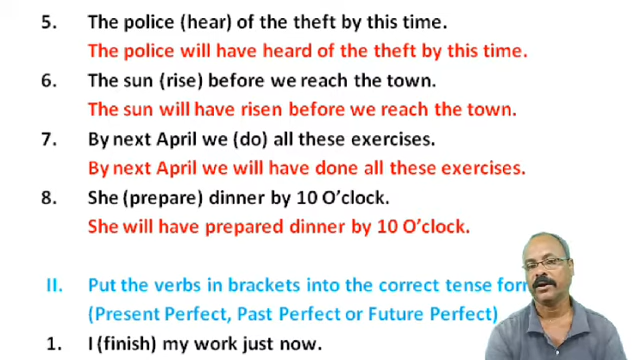 5. The police (hear) of the theft by this time.
The police will have heard of the theft by this time.
6. The sun (rise) before we reach the town.
The sun will have risen before we reach the town.
7. By next April we (do) all these exercises.
By next April we will have done all these exercises.
8. She (prepare) dinner by 10 O’clock.
She will have prepared dinner by 10 O’clock.
II. Put the verbs in brackets into the correct tense
(Present Perfect, Past Perfect or Future Perfect)
1. I (finish) my work just now.